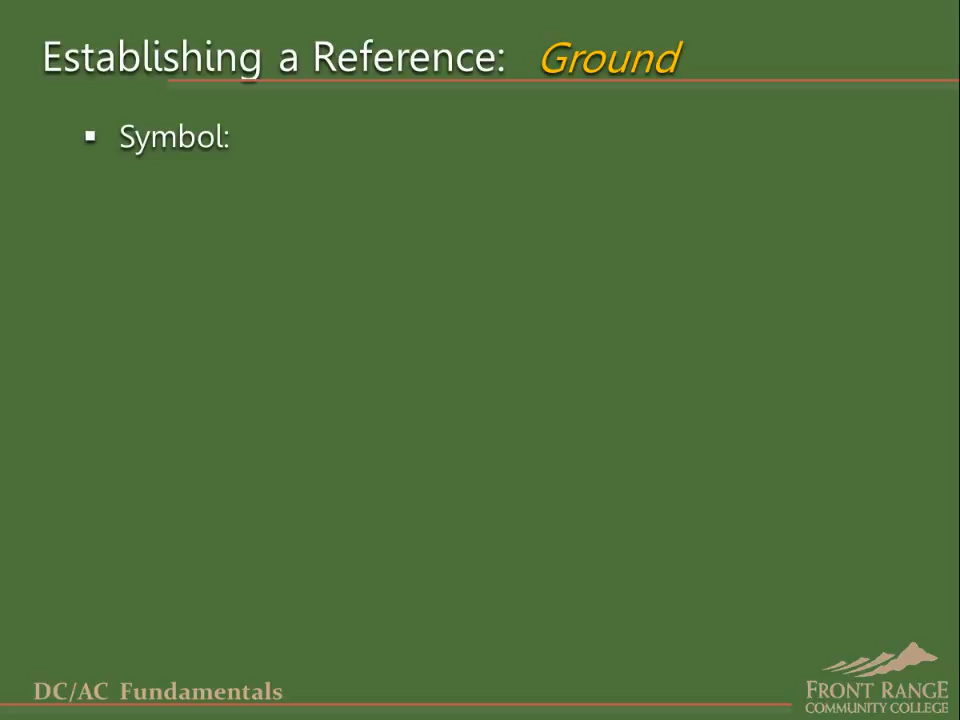 Establishing a Reference: Ground
▪ Symbol:
DC/AC Fundamentals
FRONT RANGE
COMMUNITY COLLEGE